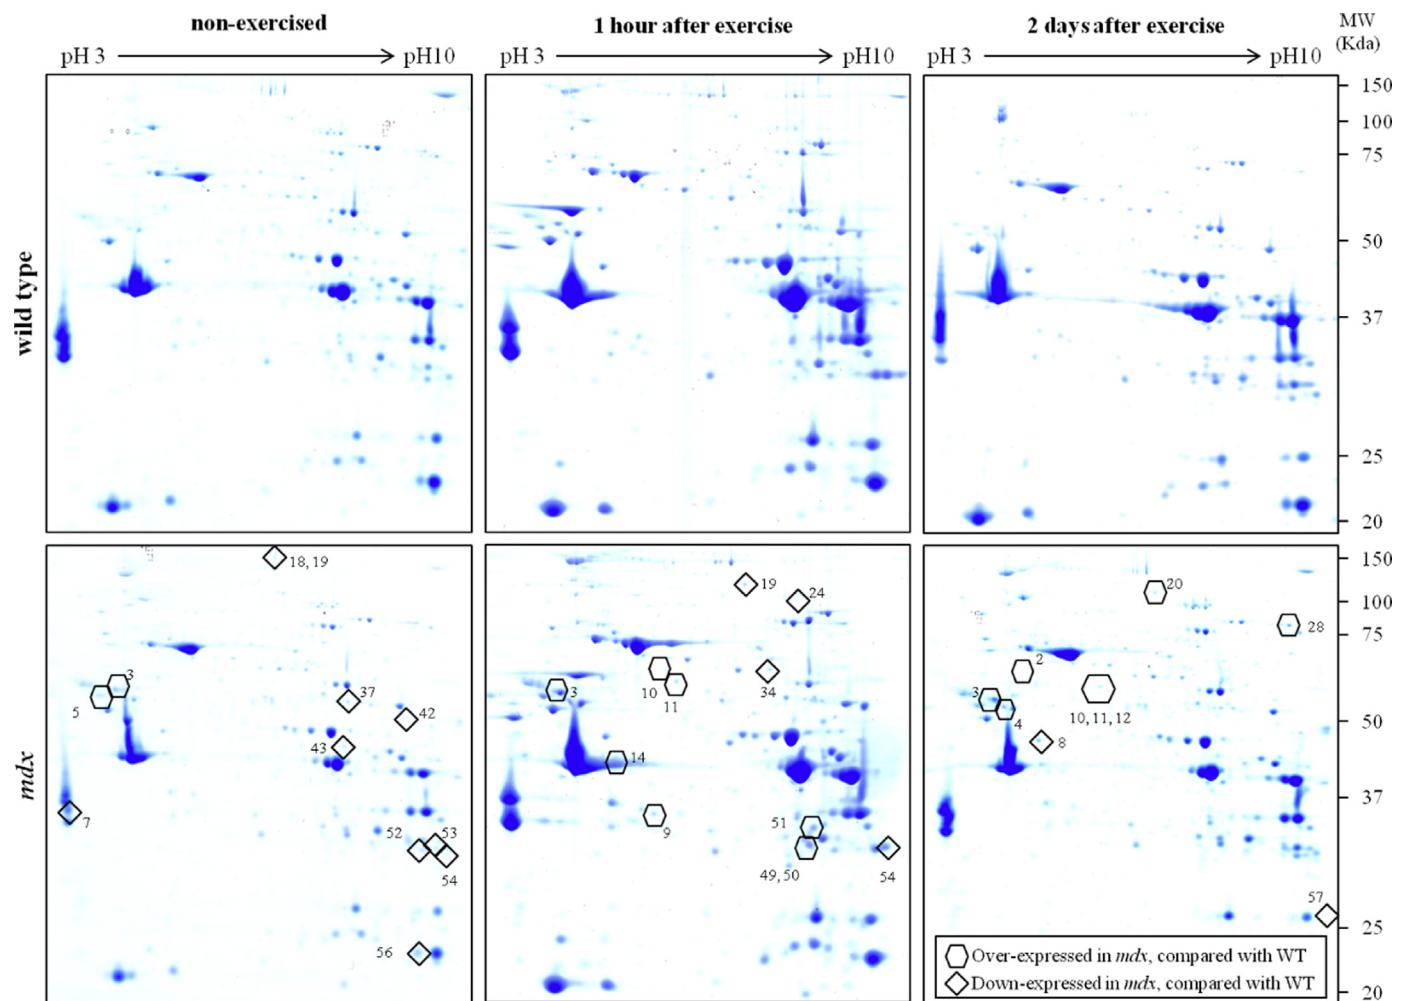 non-exercised
1 hour after exercise
2 days after exercise
MW
(Kda)
pH 3
pH10
pH 3
pH10
pH 3
pH10
wild type
150
100
75
50
37
25
20
mdx
18, 19
3
5
37
42
43
7
52
53
54
56
19
24
34
3
10
11
14
9
51
49, 50
54
20
28
2
3
4
10, 11, 12
8
57
150
100
75
50
37
25
20
Over-expressed in mdx, compared with WT
Down-expressed in mdx, compared with WT